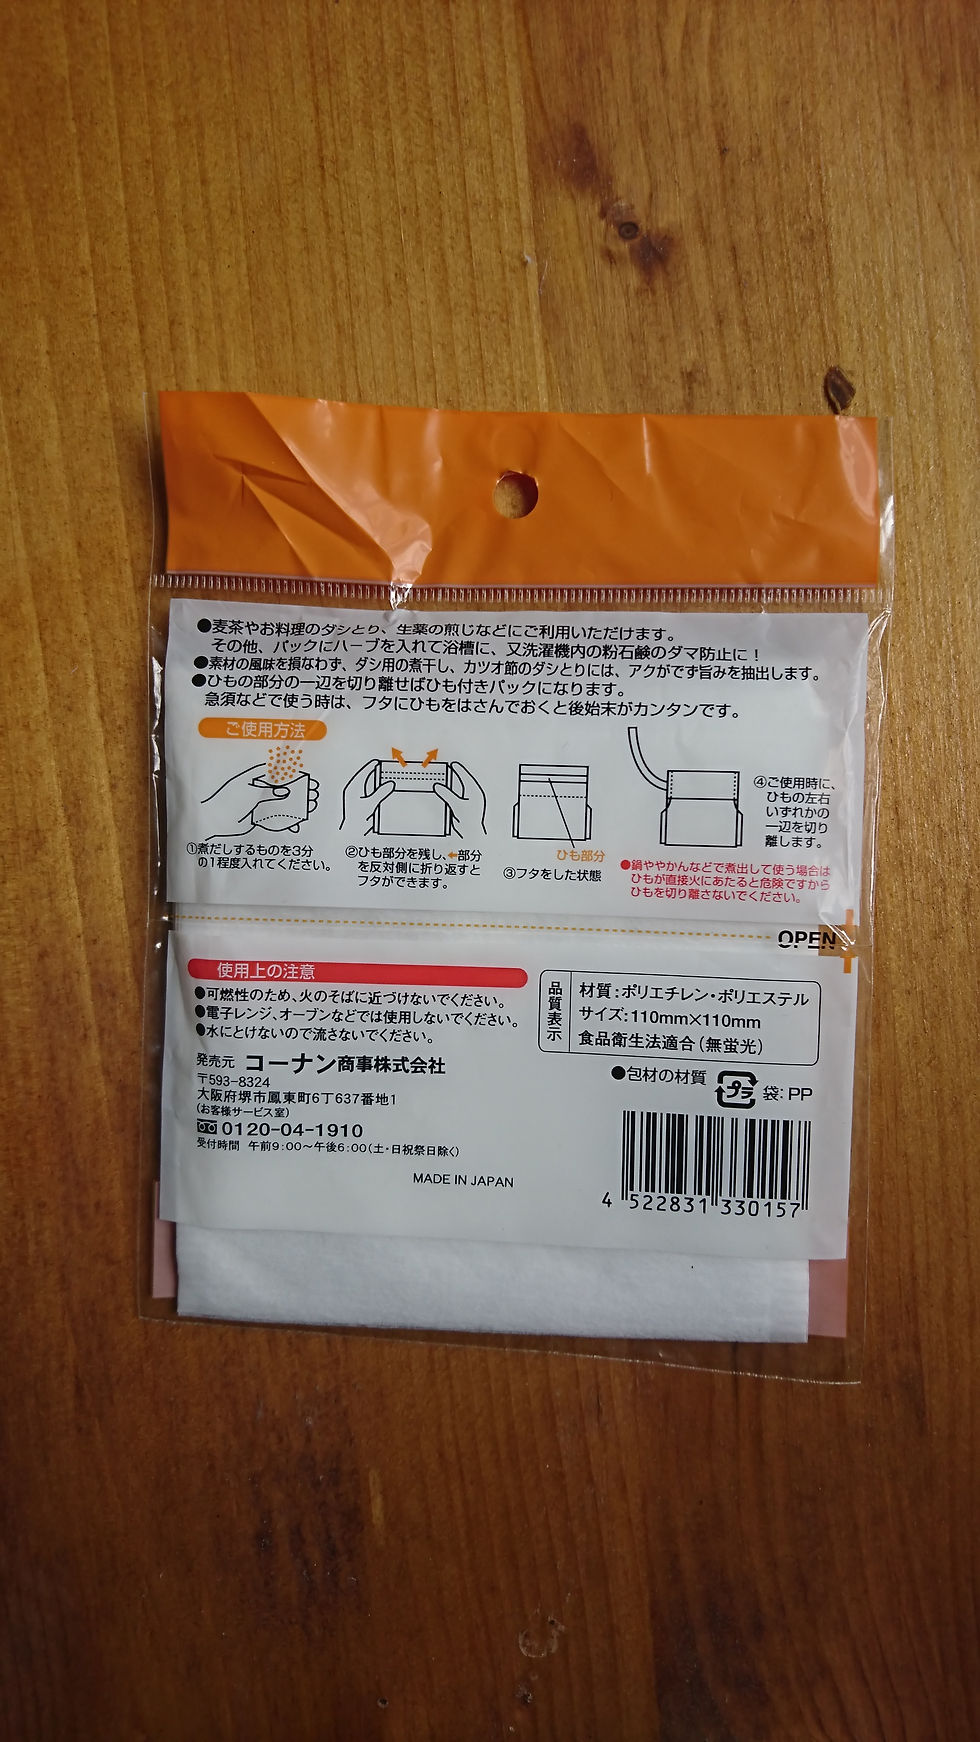 ●麦茶やお料理のダシとり、生薬の煎じなどにご利用いただけます。
その他、パックにハーブを入れて浴槽に、又洗濯機内の粉石鹸のダマ防止に！
●素材の風味を損なわず、ダシ用の煮干し、カツオ節のダシとりには、アクがでず旨みを抽出します。
●ひもの部分の一辺を切り離せばひも付きパックになります。
急須などで使う時は、フタにひもをはさんでおくと後始末がカンタンです。
ご使用方法
①煮だしするものを3分
の1程度入れてください。
②ひも部分を残し、←部分
を反対側に折り返すと
フタができます。
ひも部分
③フタをした状態
④ご使用時に、
ひもの左右
いずれかの
一辺を切り
離します。
●鍋ややかんなどで煮出して使う場合は
ひもが直接火にあたると危険ですから
ひもを切り離さないでください。
OPEN
使用上の注意
●可燃性のため、火のそばに近づけないでください。
●電子レンジ、オーブンなどでは使用しないでください。
●水にとけないので流さないでください。
発売元 コーナン商事株式会社
〒593-8324
大阪府堺市鳳東町6丁637番地1
(お客様サービス室)
0120-04-1910
受付時間 午前9:00～午後6:00(土・日祝祭日除く)
MADE IN JAPAN
品質表示
材質:ポリエチレン・ポリエステル
サイズ:110mm×110mm
食品衛生法適合(無蛍光)
●包材の材質 プラ 袋:PP
4 522831 330157